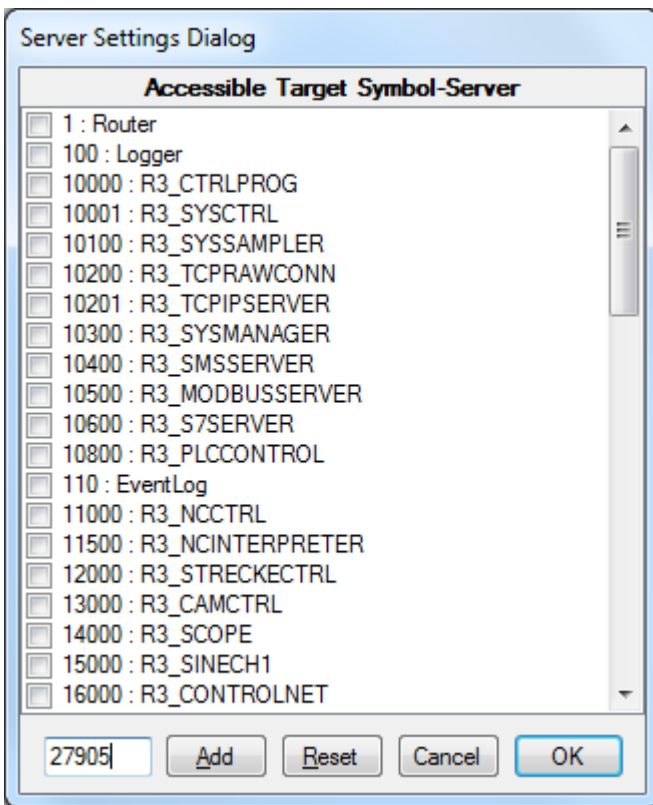 Server Settings Dialog
Accessible Target Symbol-Server
1 : Router
100 : Logger
10000 : R3_CTRLPROG
10001 : R3_SYSCTRL
10100 : R3_SYSSAMPLER
10200 : R3_TCPRAWCONN
10201 : R3_TCPIPSERVER
10300 : R3_SYSMANAGER
10400 : R3_SMSSERVER
10500 : R3_MODBUSSERVER
10600 : R3_S7SERVER
10800 : R3_PLCCONTROL
110 : EventLog
11000 : R3_NCCTRL
11500 : R3_NCINTERPRETER
12000 : R3_STRECKECTRL
13000 : R3_CAMCTRL
14000 : R3_SCOPE
15000 : R3_SINECH1
16000 : R3_CONTROLNET
27905 Add Reset Cancel OK